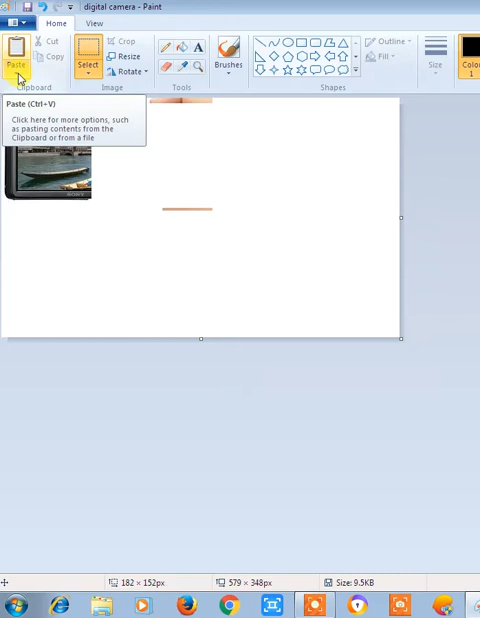 digital camera - Paint
Home
View
Paste
Cut
Copy
Clipboard
Select
Crop
Resize
Rotate
Image
A
Tools
Brushes
Shapes
Outline
Fill
Size
Color
1
Paste (Ctrl+V)
Click here for more options, such
as pasting contents from the
Clipboard or from a file
SONY
182 × 152px
579 × 348px
Size: 9.5KB